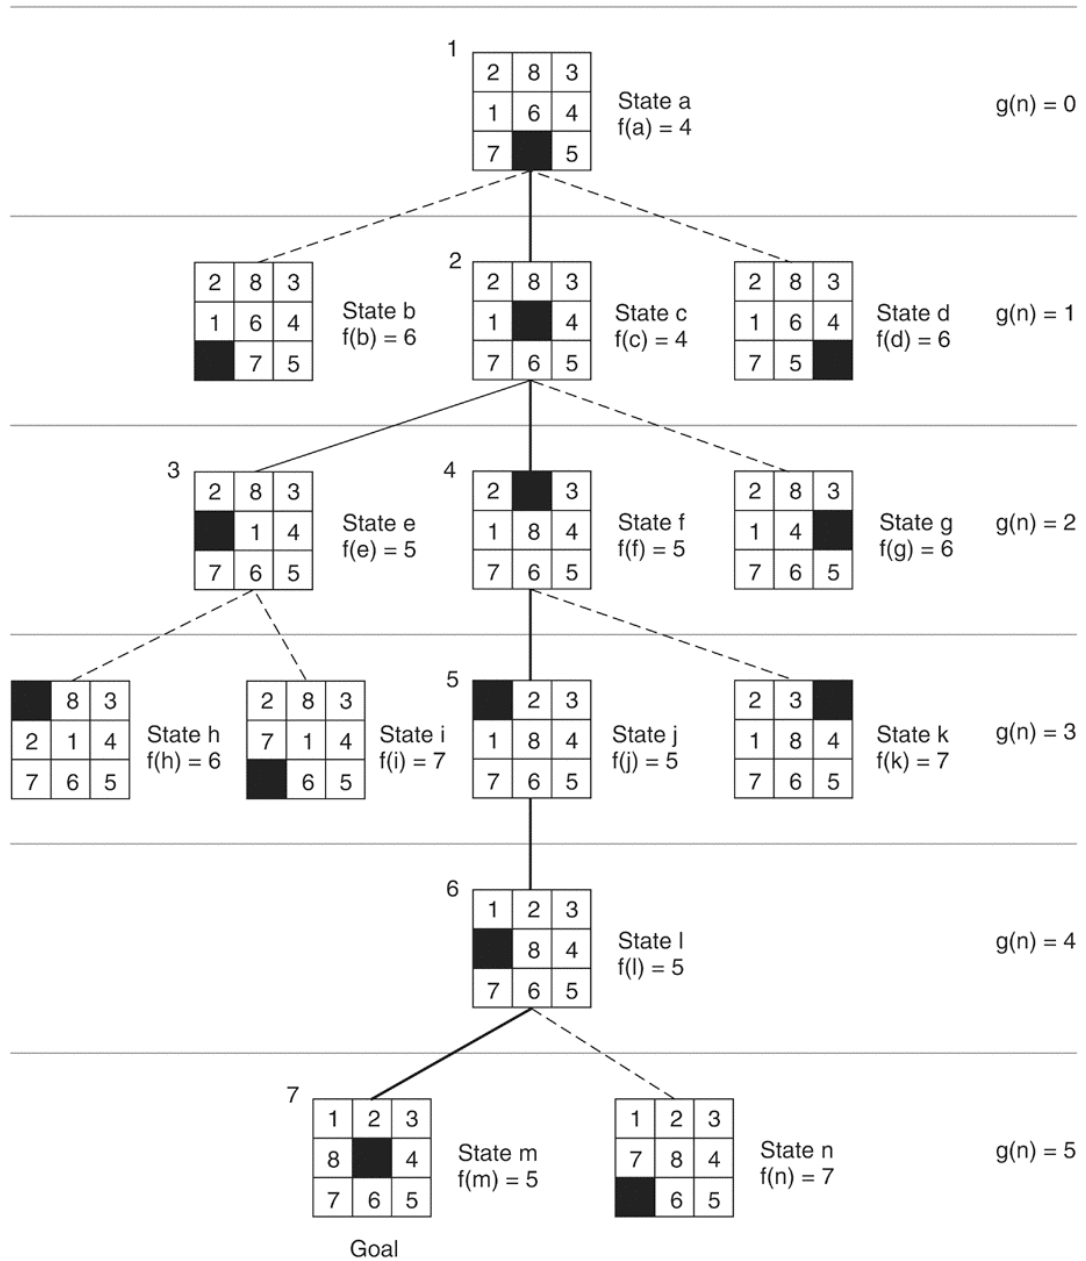 1
2 8 3
1 6 4
7 5
State a
f(a) = 4
g(n) = 0
2 8 3
1 6 4
7 5
State b
f(b) = 6
2
2 8 3
1 4
7 6 5
State c
f(c) = 4
2 8 3
1 6 4
7 5
State d
f(d) = 6
g(n) = 1
3
2 8 3
1 4
7 6 5
State e
f(e) = 5
4
2 3
1 8 4
7 6 5
State f
f(f) = 5
2 8 3
1 4
7 6 5
State g
f(g) = 6
g(n) = 2
8 3
2 1 4
7 6 5
State h
f(h) = 6
2 8 3
7 1 4
6 5
State i
f(i) = 7
5
2 3
1 8 4
7 6 5
State j
f(j) = 5
2 3
1 8 4
7 6 5
State k
f(k) = 7
g(n) = 3
6
1 2 3
8 4
7 6 5
State l
f(l) = 5
g(n) = 4
7
1 2 3
8 4
7 6 5
State m
f(m) = 5
Goal
1 2 3
7 8 4
6 5
State n
f(n) = 7
g(n) = 5